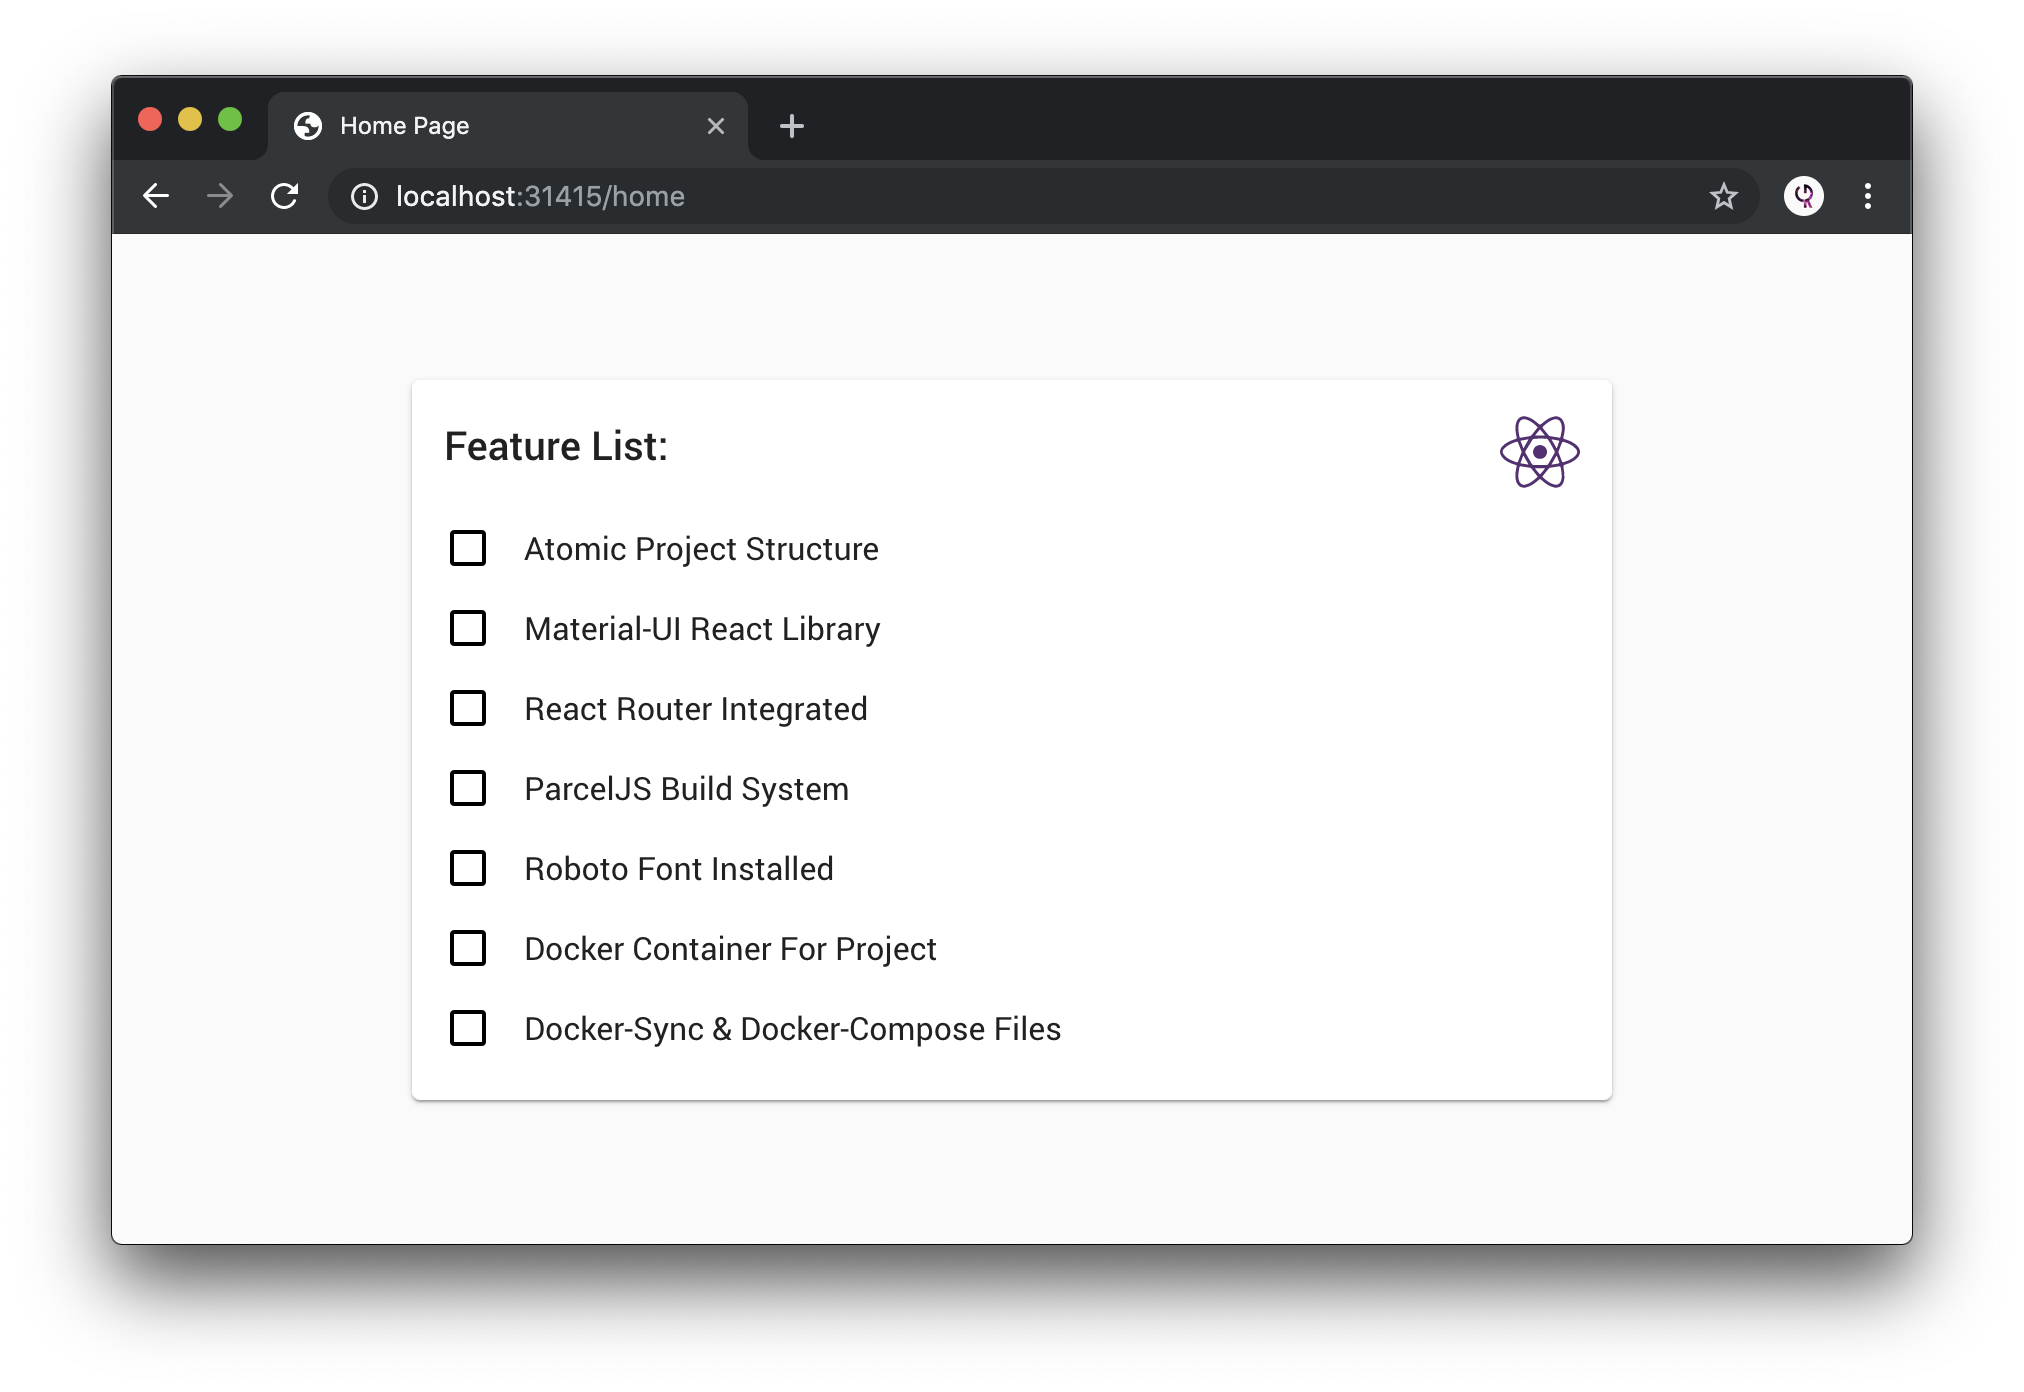 Home Page
localhost:31415/home
Feature List:
Atomic Project Structure
Material-UI React Library
React Router Integrated
ParcelJS Build System
Roboto Font Installed
Docker Container For Project
Docker-Sync & Docker-Compose Files